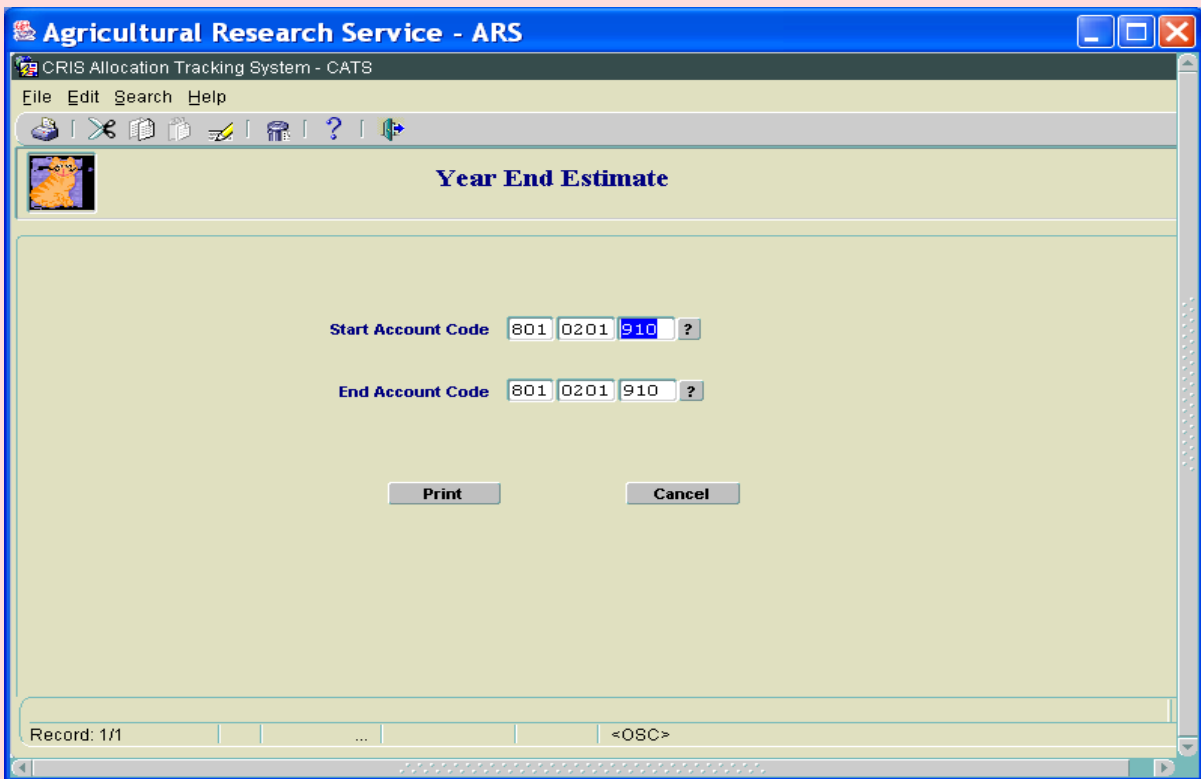 Agricultural Research Service - ARS
CRIS Allocation Tracking System - CATS
File Edit Search Help
?
Year End Estimate
Start Account Code 801 0201 910 ?
End Account Code 801 0201 910 ?
Print Cancel
Record: 1/1 ... <OSC>